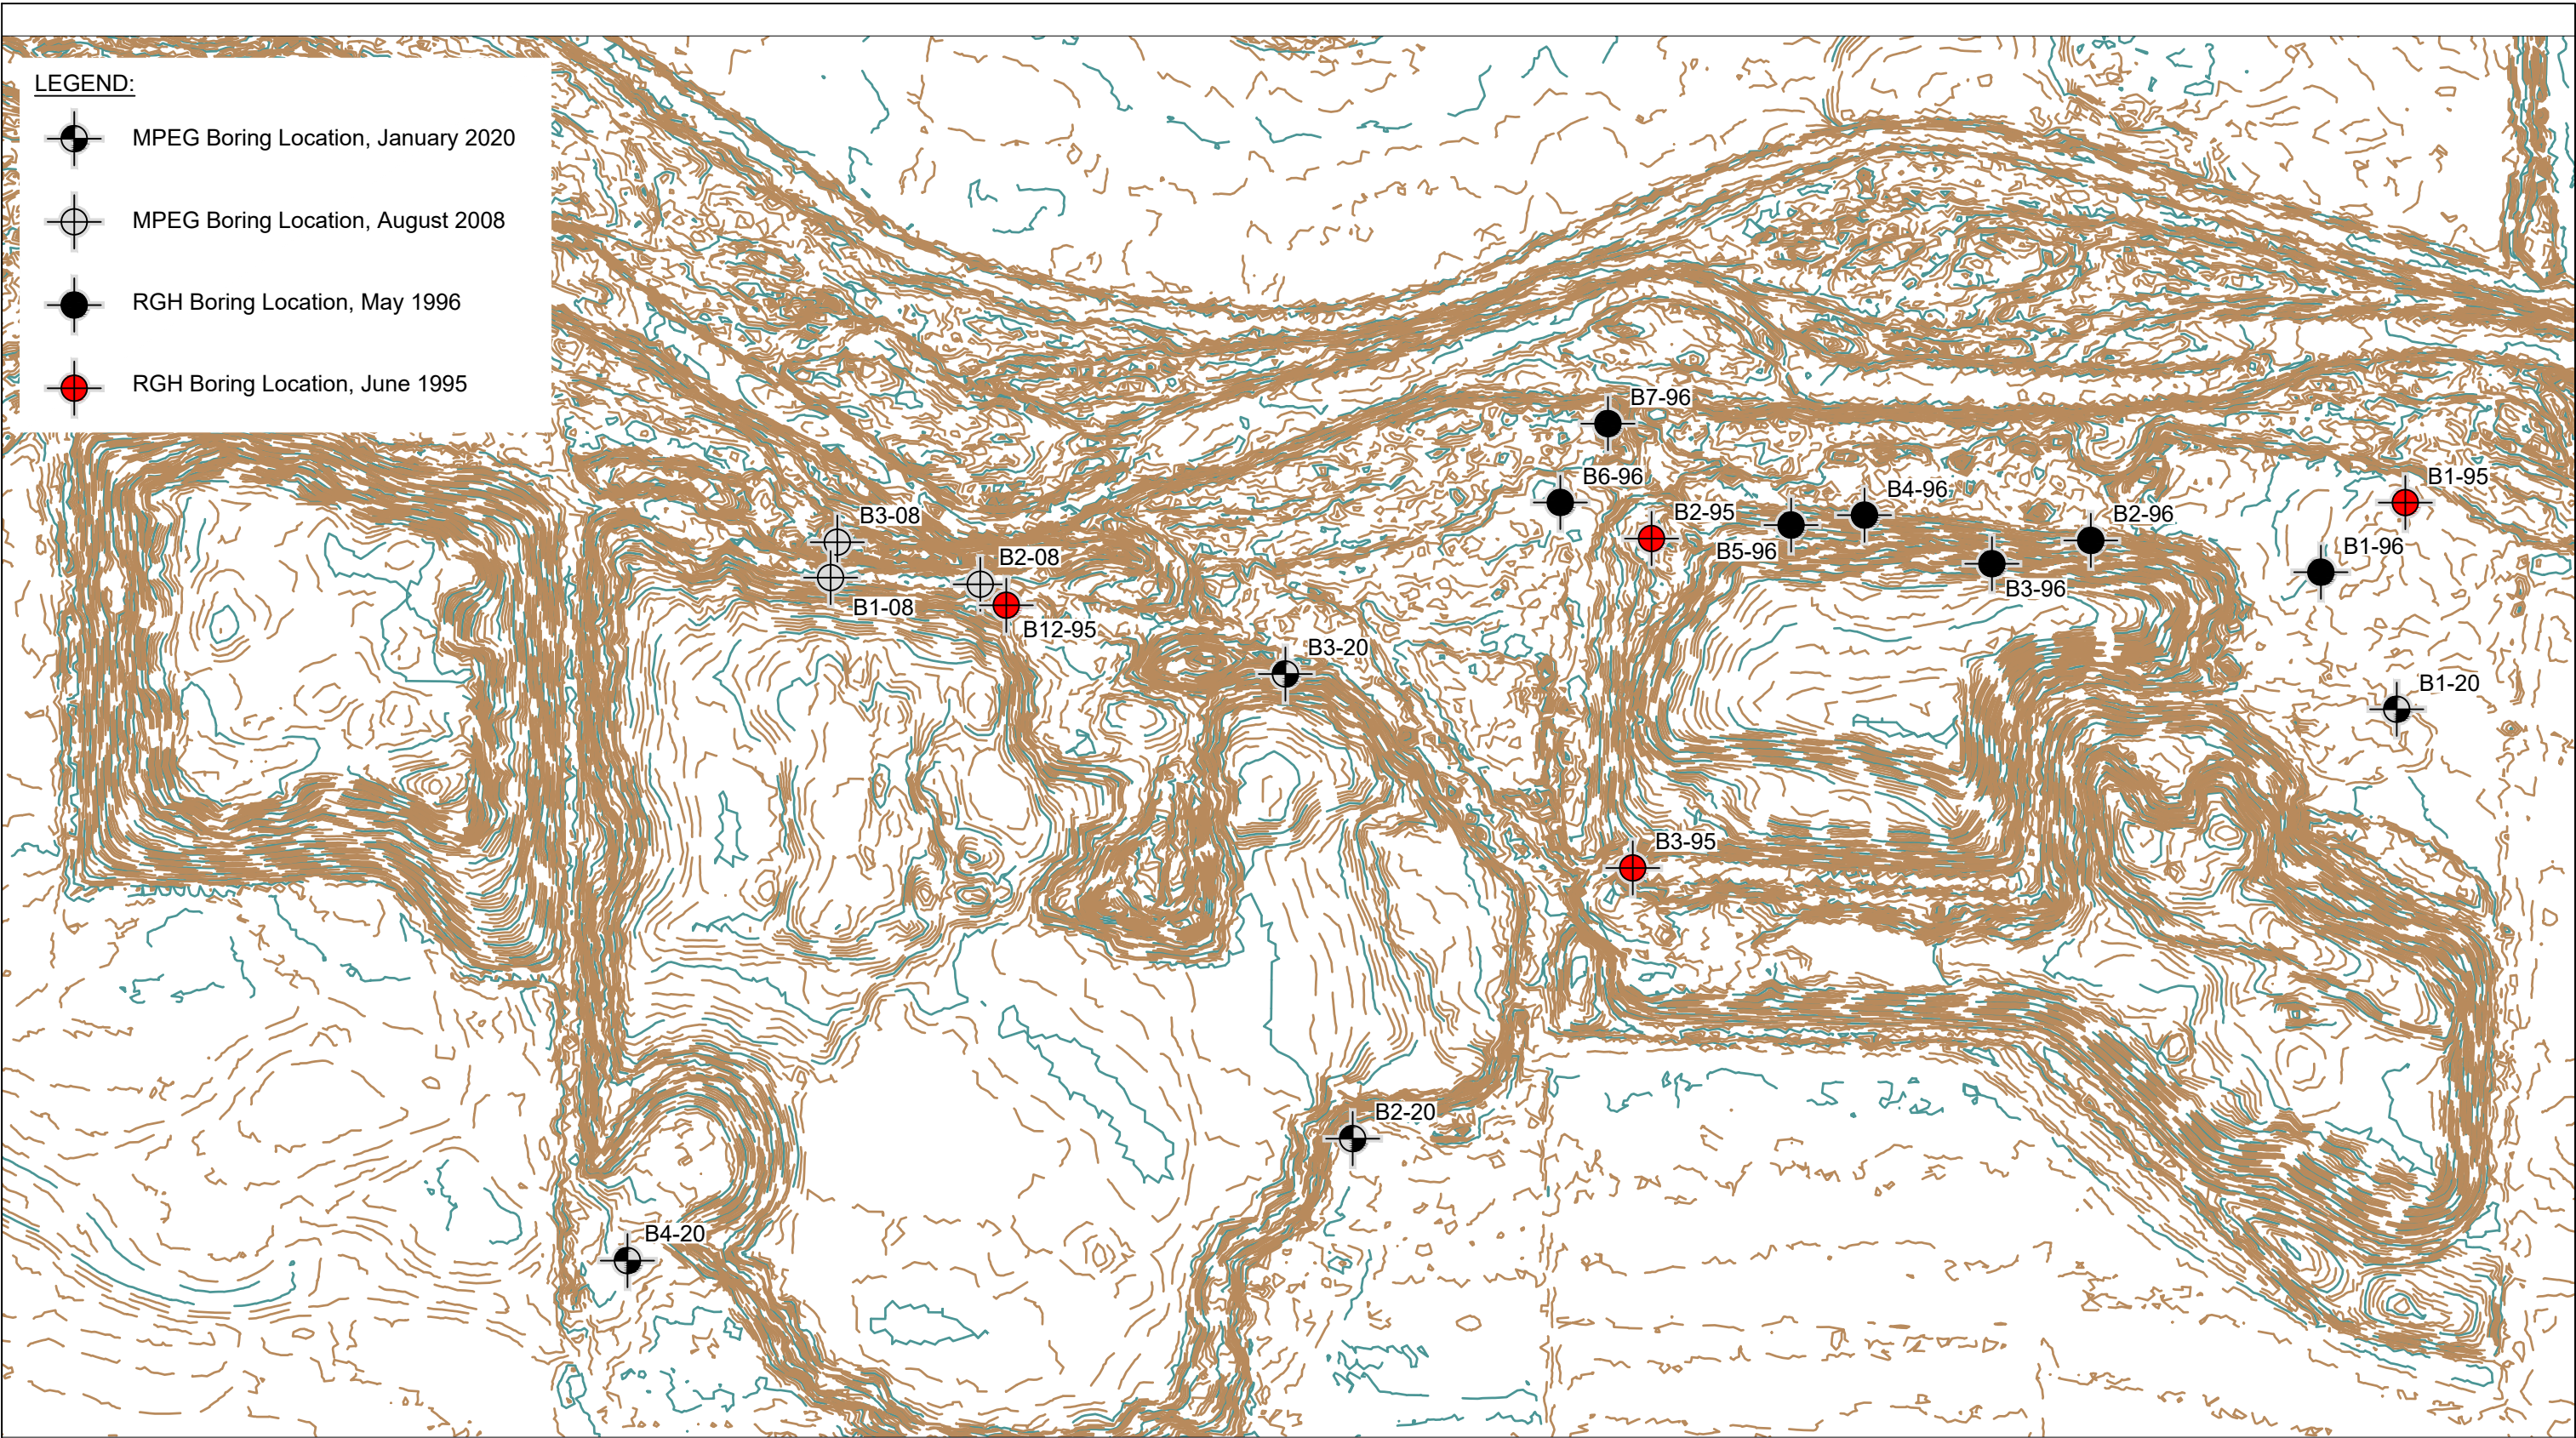 LEGEND:
MPEG Boring Location, January 2020
MPEG Boring Location, August 2008
RGH Boring Location, May 1996
RGH Boring Location, June 1995
B7-96
B6-96
B1-95
B4-96
B2-95
B2-96
B3-08
B1-96
B5-96
B2-08
B3-96
B1-08
B12-95
B3-20
B1-20
B3-95
B2-20
B4-20